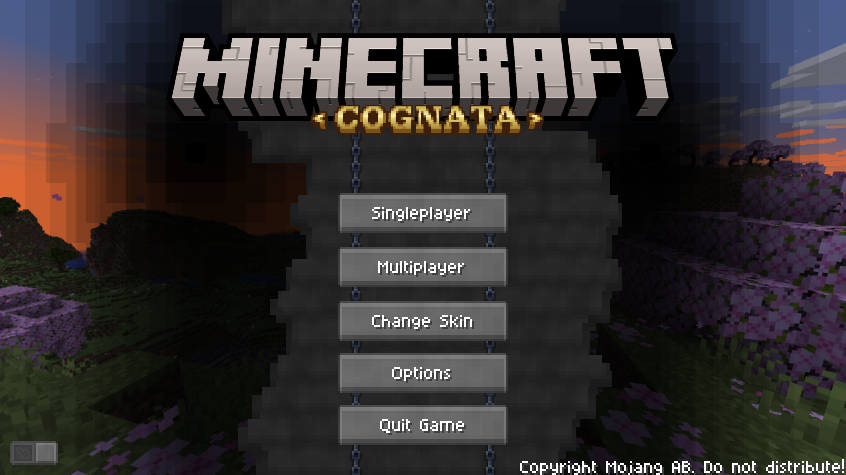 MINECRAFT
COGNATA
Singleplayer
Multiplayer
Change Skin
Options
Quit Game
Copyright Mojang AB. Do not distribute!